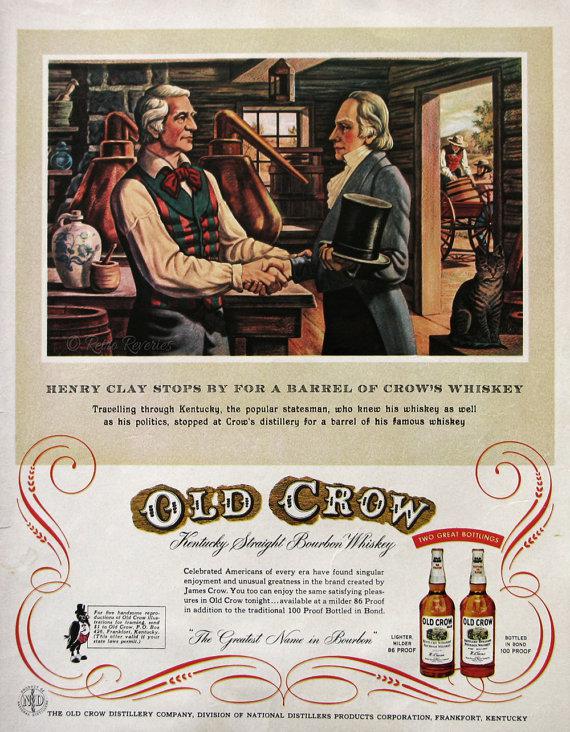 © Retro Reveries
HENRY CLAY STOPS BY FOR A BARREL OF CROW'S WHISKEY
Travelling through Kentucky, the popular statesman, who knew his whiskey as well
as his politics, stopped at Crow's distillery for a barrel of his famous whiskey
OLD CROW
Kentucky Straight Bourbon Whiskey
TWO GREAT BOTTLINGS
Celebrated Americans of every era have found singular
enjoyment and unusual greatness in the brand created by
James Crow. You too can enjoy the same satisfying pleas-
ures in Old Crow tonight...available at a milder 86 Proof
in addition to the traditional 100 Proof Bottled in Bond.
For five handsome repro-
ductions of Old Crow illus-
trations for framing, send
$1 to Old Crow, P.O. Box
Frankfort, Kentucky.
(This offer valid if your
state laws permit.)
"The Greatest Name in Bourbon"
LIGHTER,
MILDER
86 PROOF
OLD CROW
OLD CROW
BOTTLED
IN BOND
100 PROOF
ND
THE OLD CROW DISTILLERY COMPANY, DIVISION OF NATIONAL DISTILLERS PRODUCTS CORPORATION, FRANKFORT, KENTUCKY